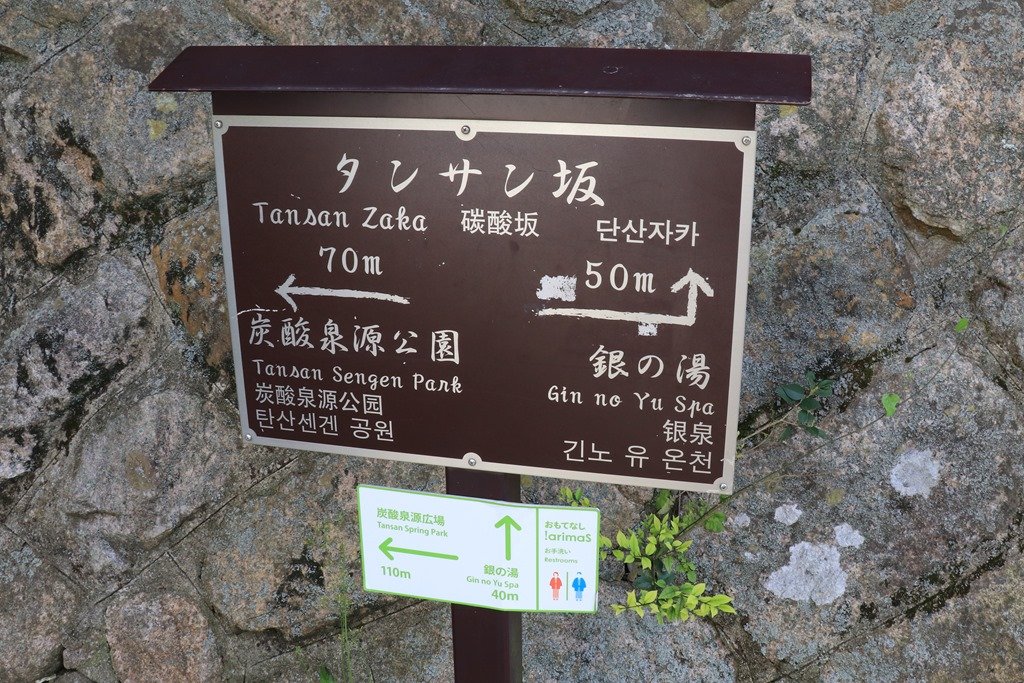 タンサン坂
Tansan Zaka 碳酸坂 단산자카
70m
50m
炭酸泉源公園
Tansan Sengen Park
炭酸泉源公园
탄산센겐 공원
銀の湯
Gin no Yu Spa
银泉
긴노 유 온천
炭酸泉源広場
Tansan Spring Park
110m
銀の湯
Gin no Yu Spa
40m
おもてなし
!arimaS
お手洗い
Restrooms